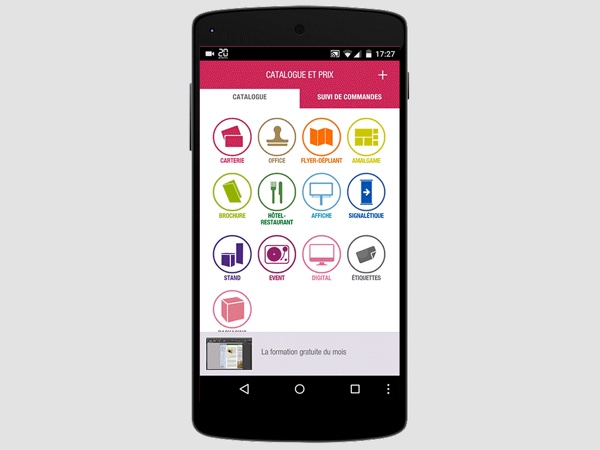 20
17:27
CATALOGUE ET PRIX +
CATALOGUE
SUIVI DE COMMANDES
CARTERIE
OFFICE
FLYER-DÉPLIANT
AMALGAME
BROCHURE
HÔTEL-
RESTAURANT
AFFICHE
SIGNALÉTIQUE
STAND
EVENT
DIGITAL
ÉTIQUETTES
La formation gratuite du mois